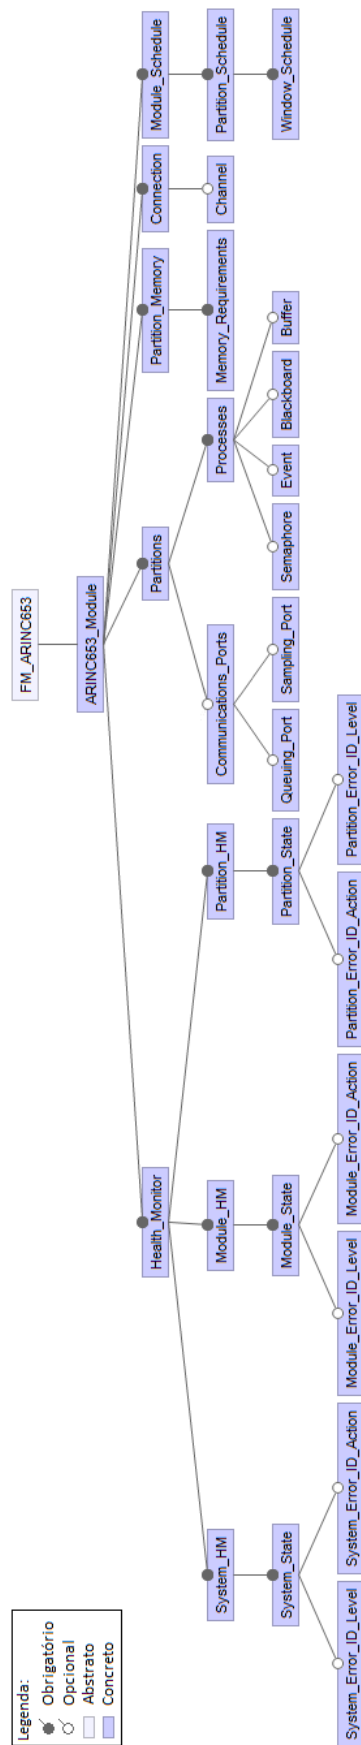 Legenda:
Obrigatório
Opcional
Abstrato
Concreto
FM_ARINC653
ARINC653_Module
Health_Monitor
Partitions
Partition_Memory
Connection
Module_Schedule
System_HM
Module_HM
Partition_HM
Communications_Ports
Processes
Memory_Requirements
Channel
Partition_Schedule
System_State
Module_State
Partition_State
Queuing_Port
Sampling_Port
Semaphore
Event
Blackboard
Buffer
Window_Schedule
System_Error_ID_Level
System_Error_ID_Action
Module_Error_ID_Level
Module_Error_ID_Action
Partition_Error_ID_Action
Partition_Error_ID_Level